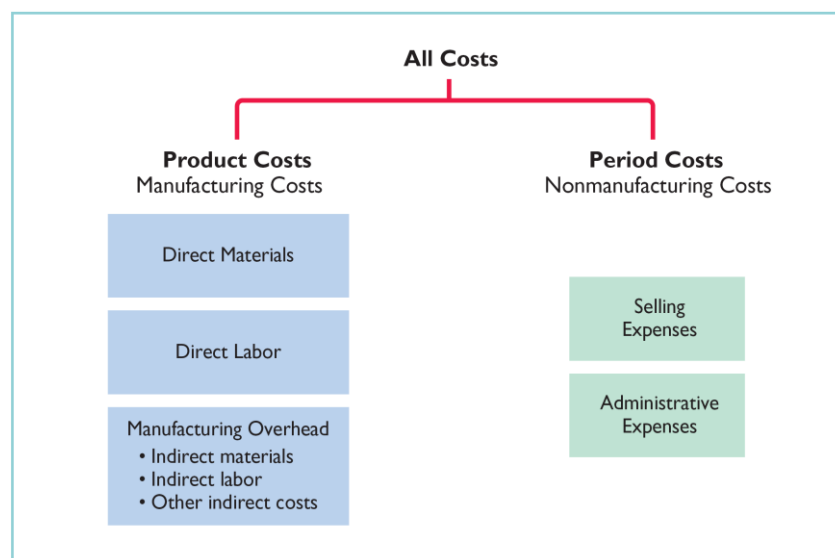 All Costs
Product Costs
Manufacturing Costs
Direct Materials
Direct Labor
Manufacturing Overhead
• Indirect materials
• Indirect labor
• Other indirect costs
Period Costs
Nonmanufacturing Costs
Selling
Expenses
Administrative
Expenses